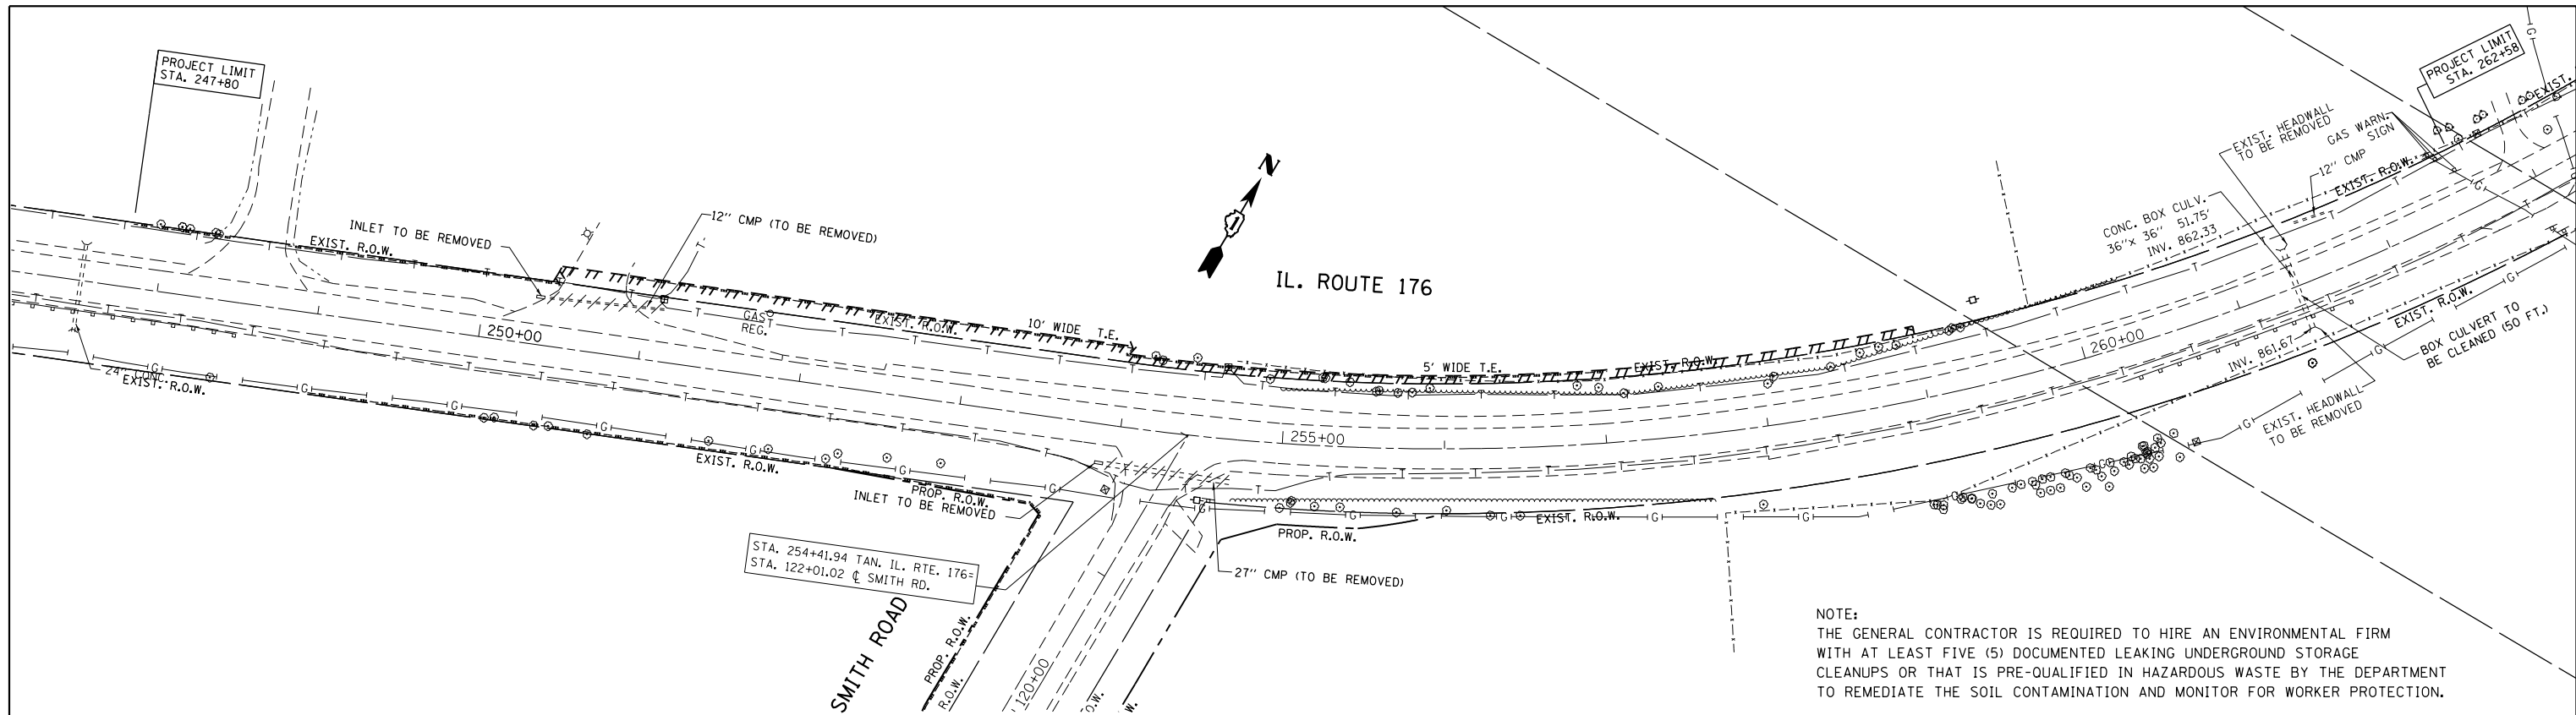 PROJECT LIMIT
STA. 247+80
PROJECT LIMIT
STA. 262+58
EXIST.
G
EXIST. HEADWALL
TO BE REMOVED
GAS WARN.
SIGN
12" CMP
EXIST. R.O.W.
CONC. BOX CULV.
36"x 36" 51.75'
INV. 862.33
N
1
IL. ROUTE 176
INLET TO BE REMOVED
12" CMP (TO BE REMOVED)
EXIST. R.O.W.
GAS
REG.
EXIST. R.O.W.
10' WIDE T.E.
5' WIDE T.E.
EXIST. R.O.W.
250+00
255+00
260+00
24" CONC.
EXIST. R.O.W.
EXIST. R.O.W.
PROP. R.O.W.
INLET TO BE REMOVED
EXIST. R.O.W.
PROP. R.O.W.
INV. 861.67
EXIST. R.O.W.
BOX CULVERT TO
BE CLEANED (50 FT.)
EXIST. HEADWALL
TO BE REMOVED
STA. 254+41.94 TAN. IL. RTE. 176=
STA. 122+01.02 ℄ SMITH RD.
27" CMP (TO BE REMOVED)
SMITH ROAD
PROP. R.O.W.
R.O.W.
120+00
O.W.
W.
NOTE:
THE GENERAL CONTRACTOR IS REQUIRED TO HIRE AN ENVIRONMENTAL FIRM
WITH AT LEAST FIVE (5) DOCUMENTED LEAKING UNDERGROUND STORAGE
CLEANUPS OR THAT IS PRE-QUALIFIED IN HAZARDOUS WASTE BY THE DEPARTMENT
TO REMEDIATE THE SOIL CONTAMINATION AND MONITOR FOR WORKER PROTECTION.